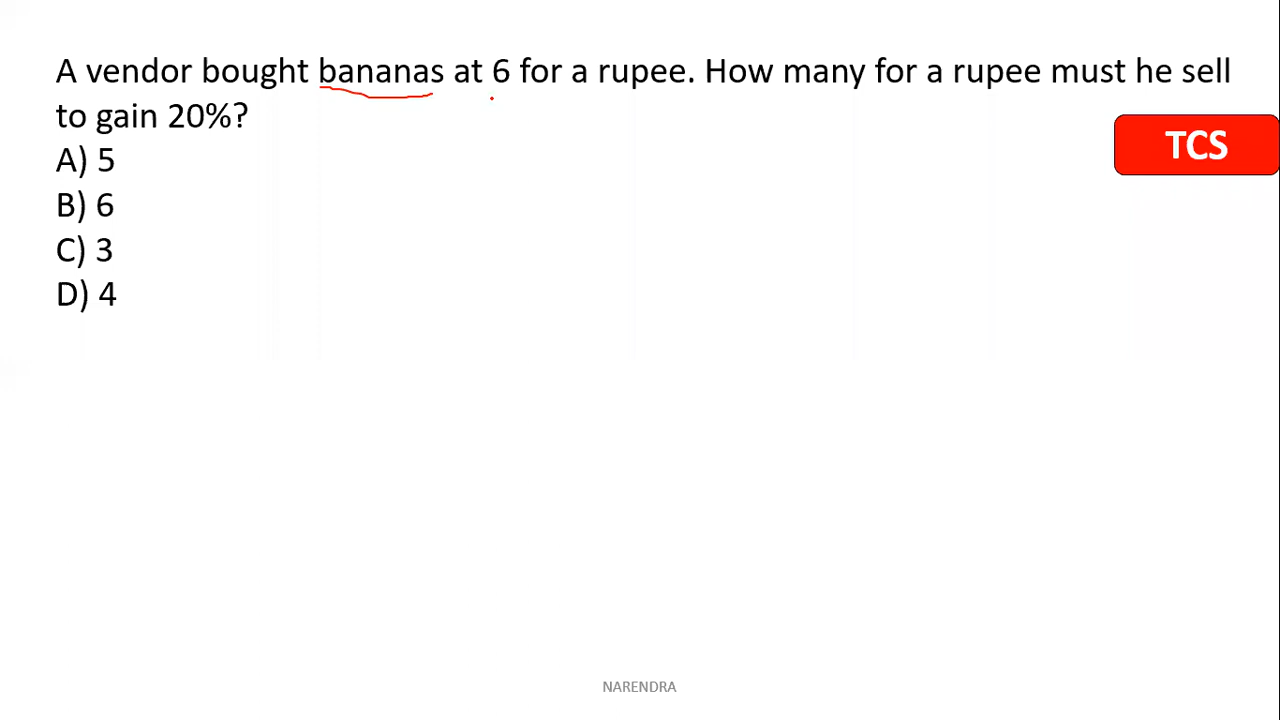 A vendor bought bananas at 6 for a rupee. How many for a rupee must he sell
to gain 20%?
TCS
A) 5
B) 6
C) 3
D) 4
NARENDRA